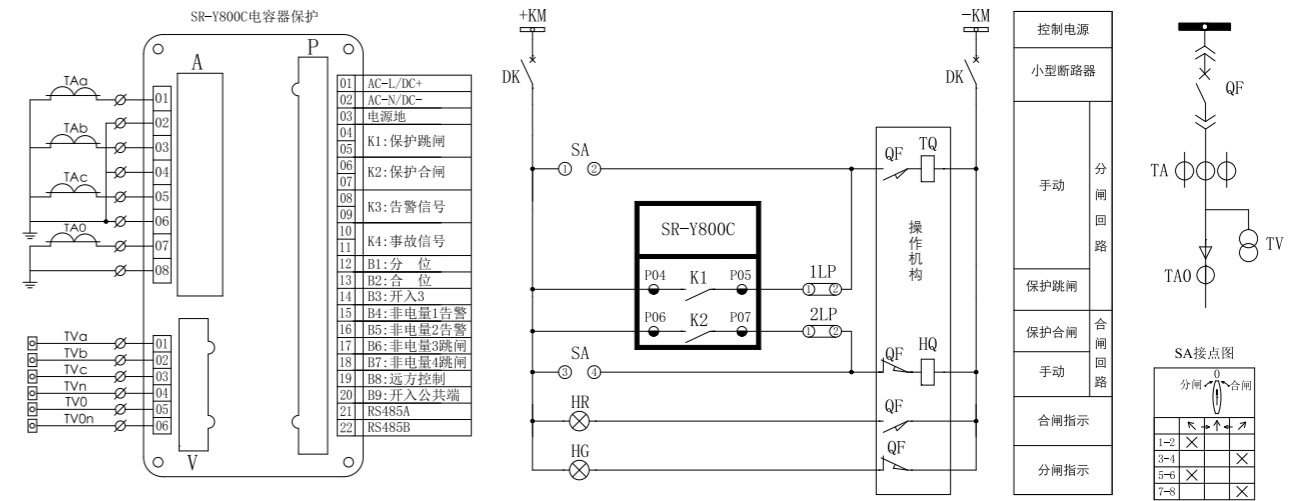 SR-Y800C电容器保护
A
P
TAa
01
02
TAb
03
04
TAc
05
06
TA0
07
08
TVa
01
TVb
02
TVc
03
TVn
04
TV0
05
TV0n
06
V
01 AC-L/DC+
02 AC-N/DC-
03 电源地
04
05
K1:保护跳闸
06
07
K2:保护合闸
08
09
K3:告警信号
10
11
K4:事故信号
12 B1:分 位
13 B2:合 位
14 B3:开入3
15 B4:非电量1告警
16 B5:非电量2告警
17 B6:非电量3跳闸
18 B7:非电量4跳闸
19 B8:远方控制
20 B9:开入公共端
21 RS485A
22 RS485B
+KM
-KM
DK
DK
SA
① ②
QF
TQ
SR-Y800C
P04 K1 P05
1LP
① ②
P06 K2 P07
2LP
① ②
SA
③ ④
QF
HQ
HR
QF
HG
QF
操作机构
控制电源
小型断路器
手动
分闸回路
保护跳闸
保护合闸
合闸回路
手动
合闸指示
分闸指示
QF
TA
TV
TA0
SA接点图
0
分闸 合闸
1-2
3-4
5-6
7-8